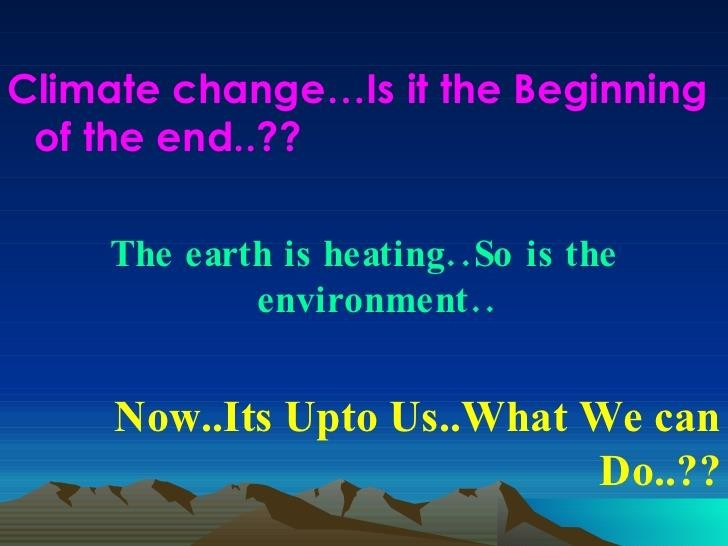 Climate change…Is it the Beginning
of the end..??
The earth is heating..So is the
environment..
Now..Its Upto Us..What We can
Do..??